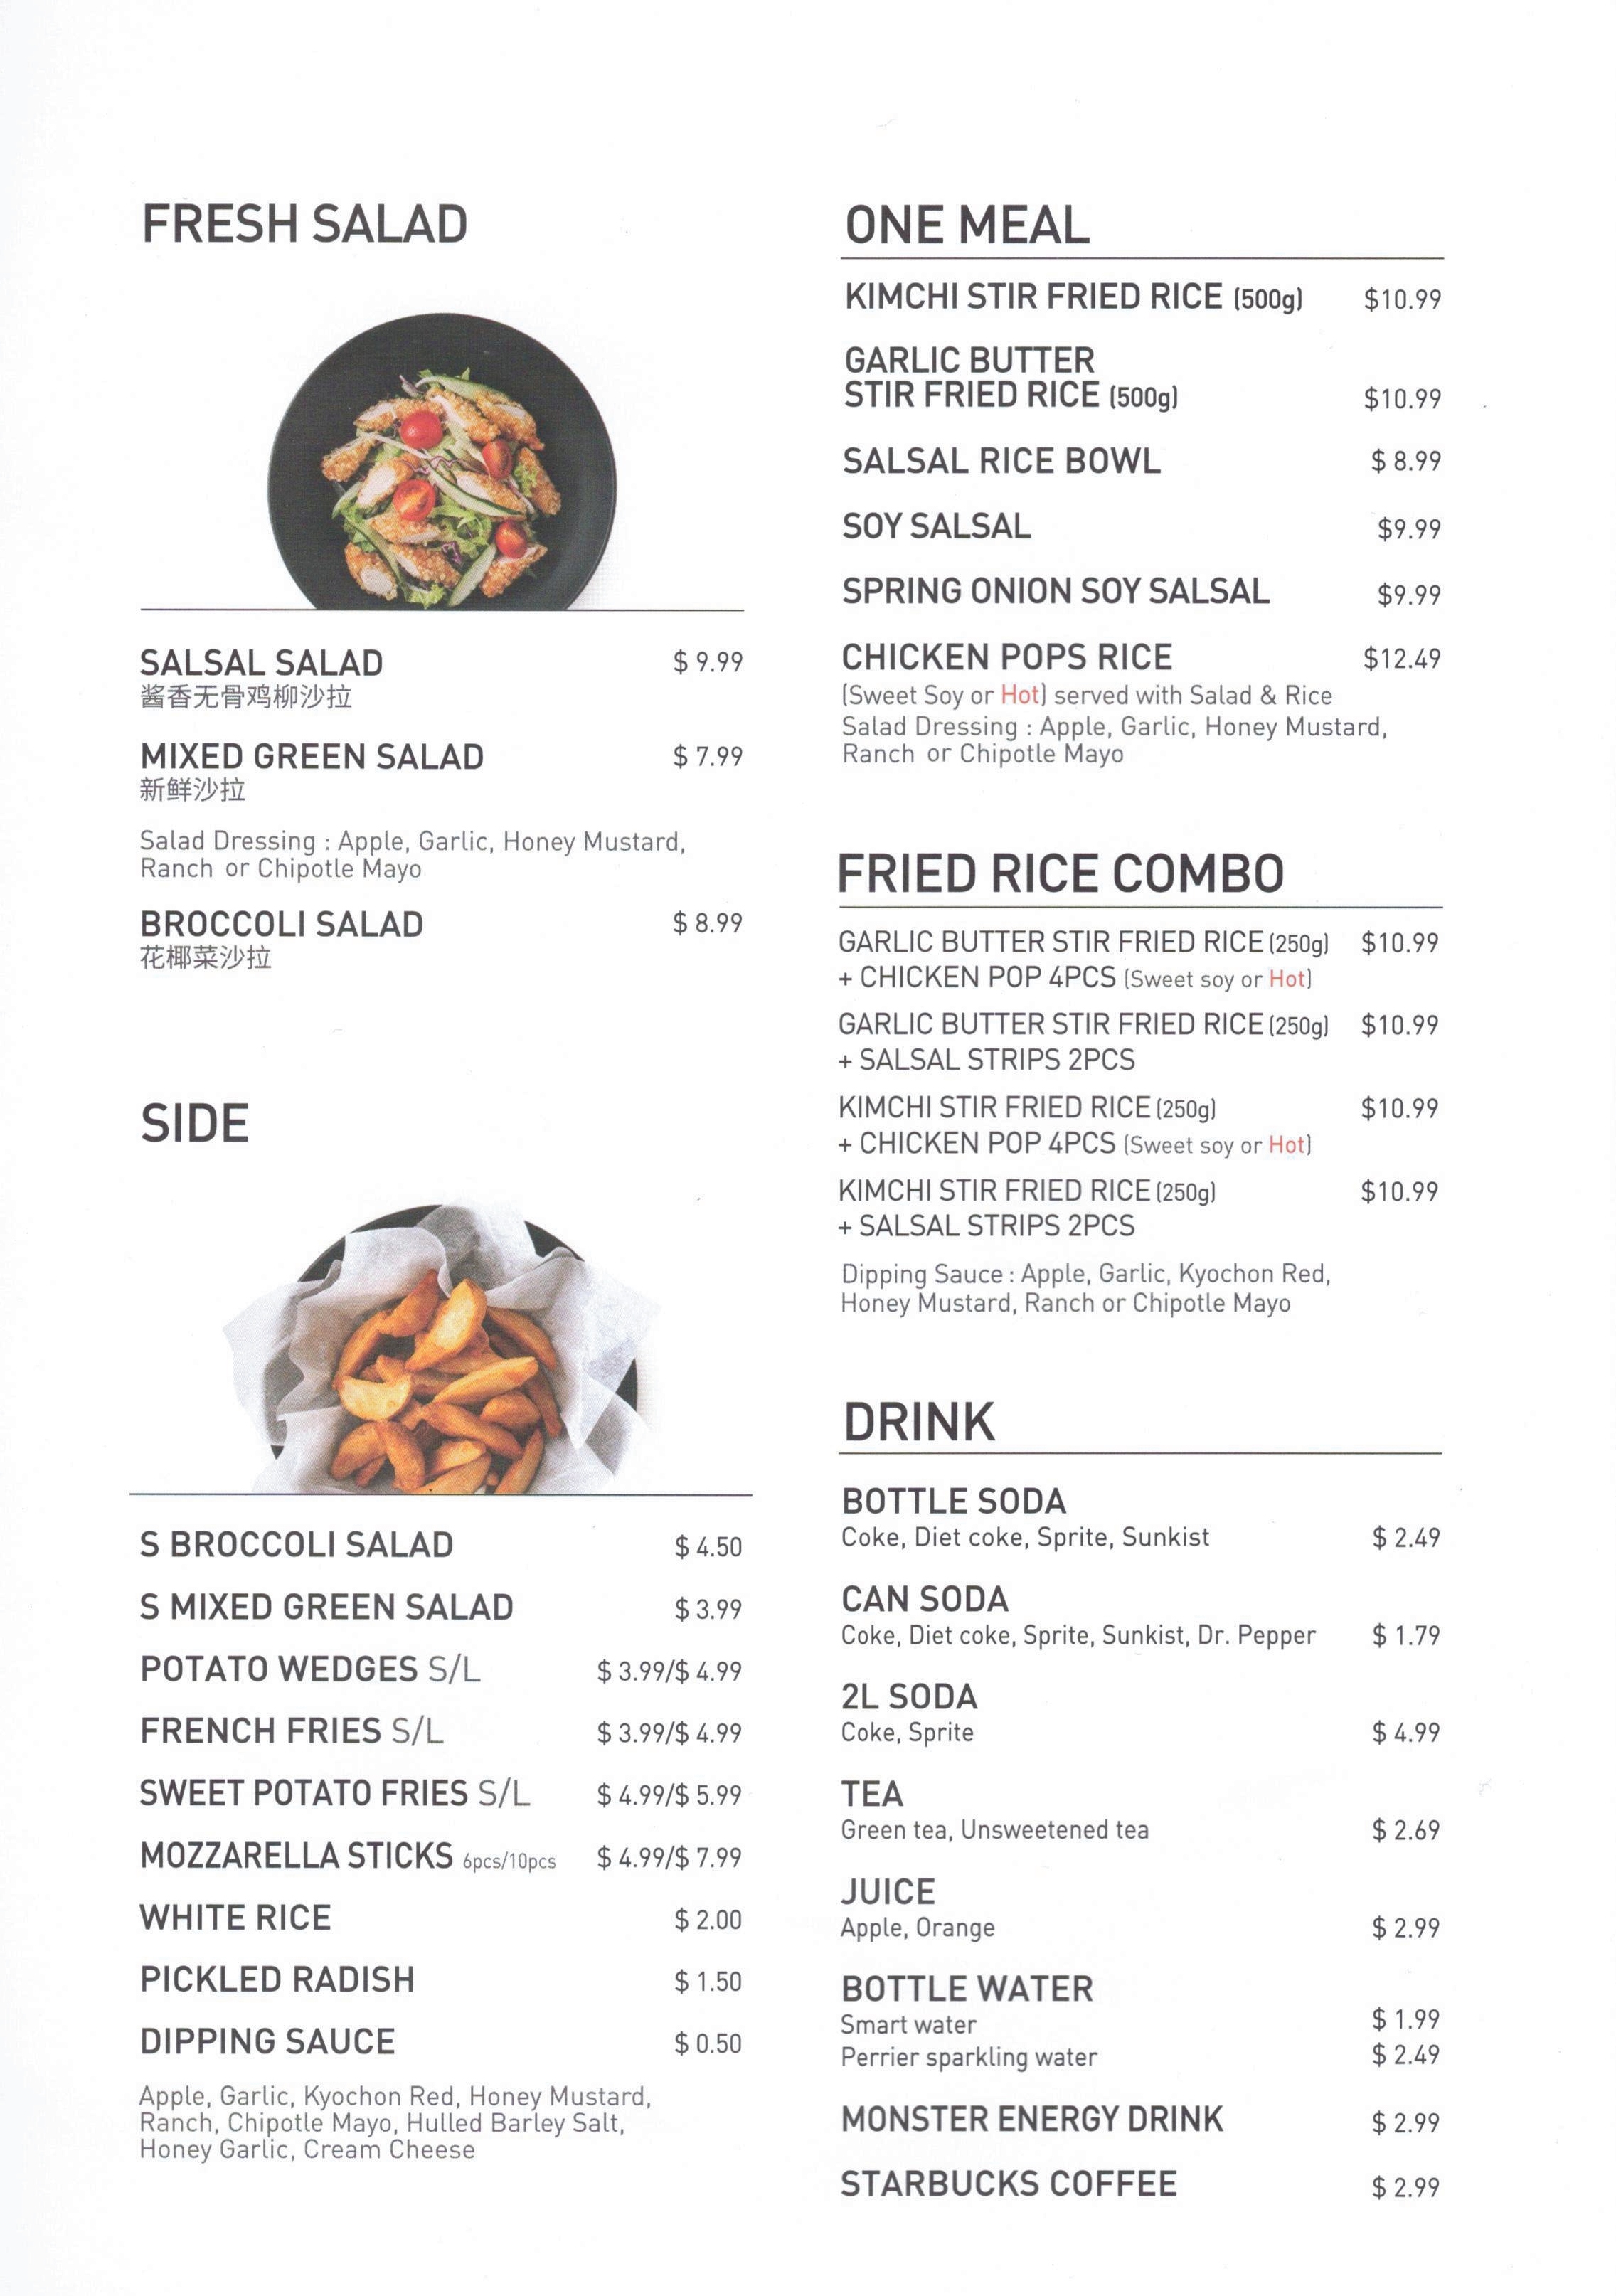 FRESH SALAD
SALSAL SALAD $ 9.99
酱香无骨鸡柳沙拉
MIXED GREEN SALAD $ 7.99
新鲜沙拉
Salad Dressing : Apple, Garlic, Honey Mustard,
Ranch or Chipotle Mayo
BROCCOLI SALAD $ 8.99
花椰菜沙拉
SIDE
S BROCCOLI SALAD $ 4.50
S MIXED GREEN SALAD $ 3.99
POTATO WEDGES S/L $ 3.99/$ 4.99
FRENCH FRIES S/L $ 3.99/$ 4.99
SWEET POTATO FRIES S/L $ 4.99/$ 5.99
MOZZARELLA STICKS 6pcs/10pcs $ 4.99/$ 7.99
WHITE RICE $ 2.00
PICKLED RADISH $ 1.50
DIPPING SAUCE $ 0.50
Apple, Garlic, Kyochon Red, Honey Mustard,
Ranch, Chipotle Mayo, Hulled Barley Salt,
Honey Garlic, Cream Cheese
ONE MEAL
KIMCHI STIR FRIED RICE (500g) $10.99
GARLIC BUTTER
STIR FRIED RICE (500g) $10.99
SALSAL RICE BOWL $ 8.99
SOY SALSAL $9.99
SPRING ONION SOY SALSAL $9.99
CHICKEN POPS RICE $12.49
(Sweet Soy or Hot) served with Salad & Rice
Salad Dressing : Apple, Garlic, Honey Mustard,
Ranch or Chipotle Mayo
FRIED RICE COMBO
GARLIC BUTTER STIR FRIED RICE (250g) $10.99
+ CHICKEN POP 4PCS (Sweet soy or Hot)
GARLIC BUTTER STIR FRIED RICE (250g) $10.99
+ SALSAL STRIPS 2PCS
KIMCHI STIR FRIED RICE (250g) $10.99
+ CHICKEN POP 4PCS (Sweet soy or Hot)
KIMCHI STIR FRIED RICE (250g) $10.99
+ SALSAL STRIPS 2PCS
Dipping Sauce : Apple, Garlic, Kyochon Red,
Honey Mustard, Ranch or Chipotle Mayo
DRINK
BOTTLE SODA
Coke, Diet coke, Sprite, Sunkist $ 2.49
CAN SODA
Coke, Diet coke, Sprite, Sunkist, Dr. Pepper $ 1.79
2L SODA
Coke, Sprite $ 4.99
TEA
Green tea, Unsweetened tea $ 2.69
JUICE
Apple, Orange $ 2.99
BOTTLE WATER
Smart water $ 1.99
Perrier sparkling water $ 2.49
MONSTER ENERGY DRINK $ 2.99
STARBUCKS COFFEE $ 2.99